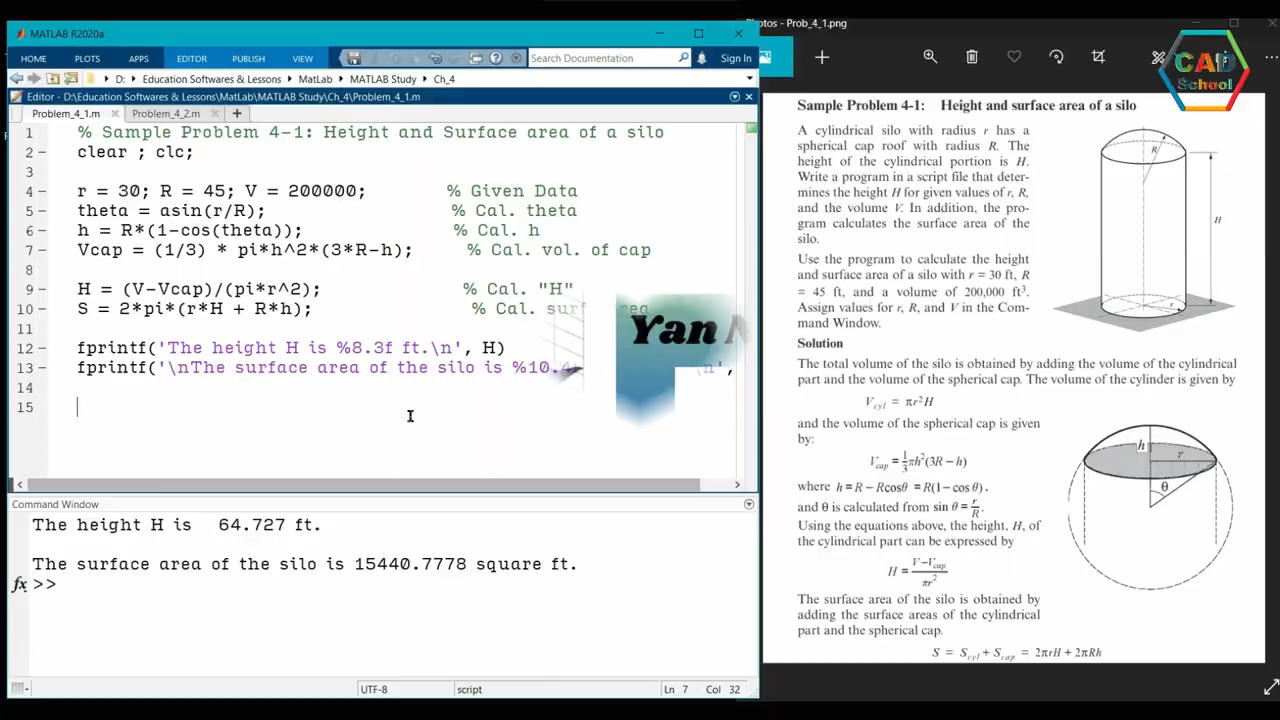 MATLAB R2020a
Photos - Prob_4_1.png
HOME PLOTS APPS EDITOR PUBLISH VIEW Search Documentation Sign In
D: Education Softwares & Lessons MatLab MATLAB Study Ch_4
Editor - D:\Education Softwares & Lessons\MatLab\MATLAB Study\Ch_4\Problem_4_1.m
Problem_4_1.m Problem_4_2.m
1 % Sample Problem 4-1: Height and Surface area of a silo
2 clear ; clc;
3
4 r = 30; R = 45; V = 200000; % Given Data
5 theta = asin(r/R); % Cal. theta
6 h = R*(1-cos(theta)); % Cal. h
7 Vcap = (1/3) * pi*h^2*(3*R-h); % Cal. vol. of cap
8
9 H = (V-Vcap)/(pi*r^2); % Cal. "H"
10 S = 2*pi*(r*H + R*h); % Cal.
11
12 fprintf('The height H is %8.3f ft.\n', H)
13 fprintf('\nThe surface area of the silo is %10.4
14
15
Yan
Command Window
The height H is 64.727 ft.
The surface area of the silo is 15440.7778 square ft.
fx >>
UTF-8 script Ln 7 Col 32
CAD
School
Sample Problem 4-1: Height and surface area of a silo
A cylindrical silo with radius r has a
spherical cap roof with radius R. The
height of the cylindrical portion is H.
Write a program in a script file that deter-
mines the height H for given values of r, R,
and the volume V. In addition, the pro-
gram calculates the surface area of the
silo.
Use the program to calculate the height
and surface area of a silo with r = 30 ft, R
= 45 ft, and a volume of 200,000 ft³.
Assign values for r, R, and V in the Com-
mand Window.
R
H
r
Solution
The total volume of the silo is obtained by adding the volume of the cylindrical
part and the volume of the spherical cap. The volume of the cylinder is given by
V_cyl = πr²H
and the volume of the spherical cap is given
by:
V_cap = 1/3 πh²(3R – h)
where h = R – Rcosθ = R(1 – cos θ).
and θ is calculated from sin θ = r/R.
Using the equations above, the height, H, of
the cylindrical part can be expressed by
H = (V – V_cap)/πr²
The surface area of the silo is obtained by
adding the surface areas of the cylindrical
part and the spherical cap.
S = S_cyl + S_cap = 2πrH + 2πRh
h
r
θ